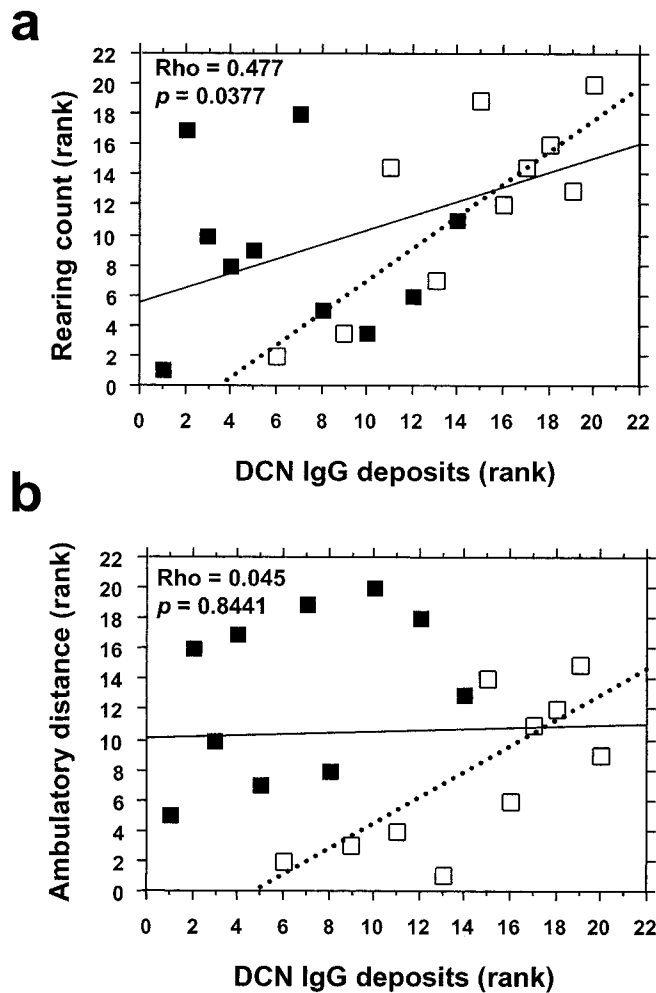 a
Rho = 0.477
p = 0.0377
Rearing count (rank)
22
20
18
16
14
12
10
8
6
4
2
0
0 2 4 6 8 10 12 14 16 18 20 22
DCN IgG deposits (rank)
b
Rho = 0.045
p = 0.8441
Ambulatory distance (rank)
22
20
18
16
14
12
10
8
6
4
2
0
0 2 4 6 8 10 12 14 16 18 20 22
DCN IgG deposits (rank)